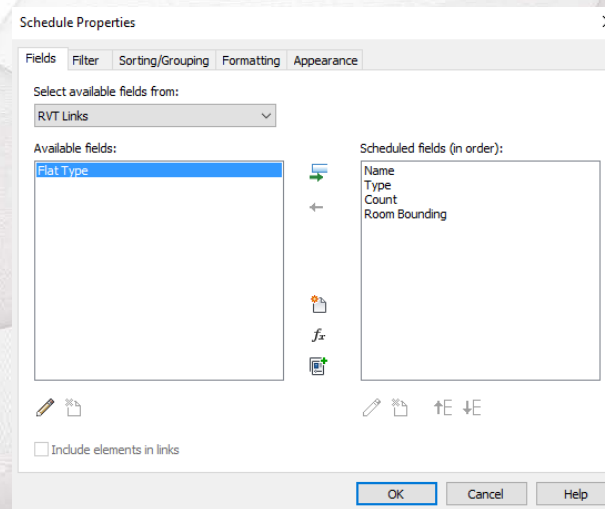 Schedule Properties
Fields Filter Sorting/Grouping Formatting Appearance
Select available fields from:
RVT Links
Available fields:
Flat Type
Scheduled fields (in order):
Name
Type
Count
Room Bounding
fx
Include elements in links
OK Cancel Help